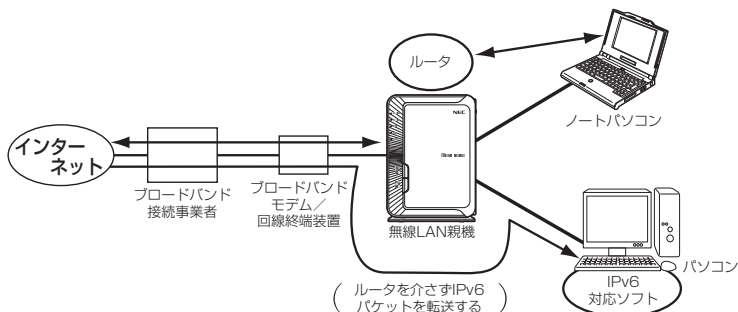 ルータ
NEC
ノートパソコン
インター
ネット
ブロードバンド
接続事業者
ブロードバンド
モデム／
回線終端装置
無線LAN親機
パソコン
IPv6
対応ソフト
ルータを介さずIPv6
パケットを転送する